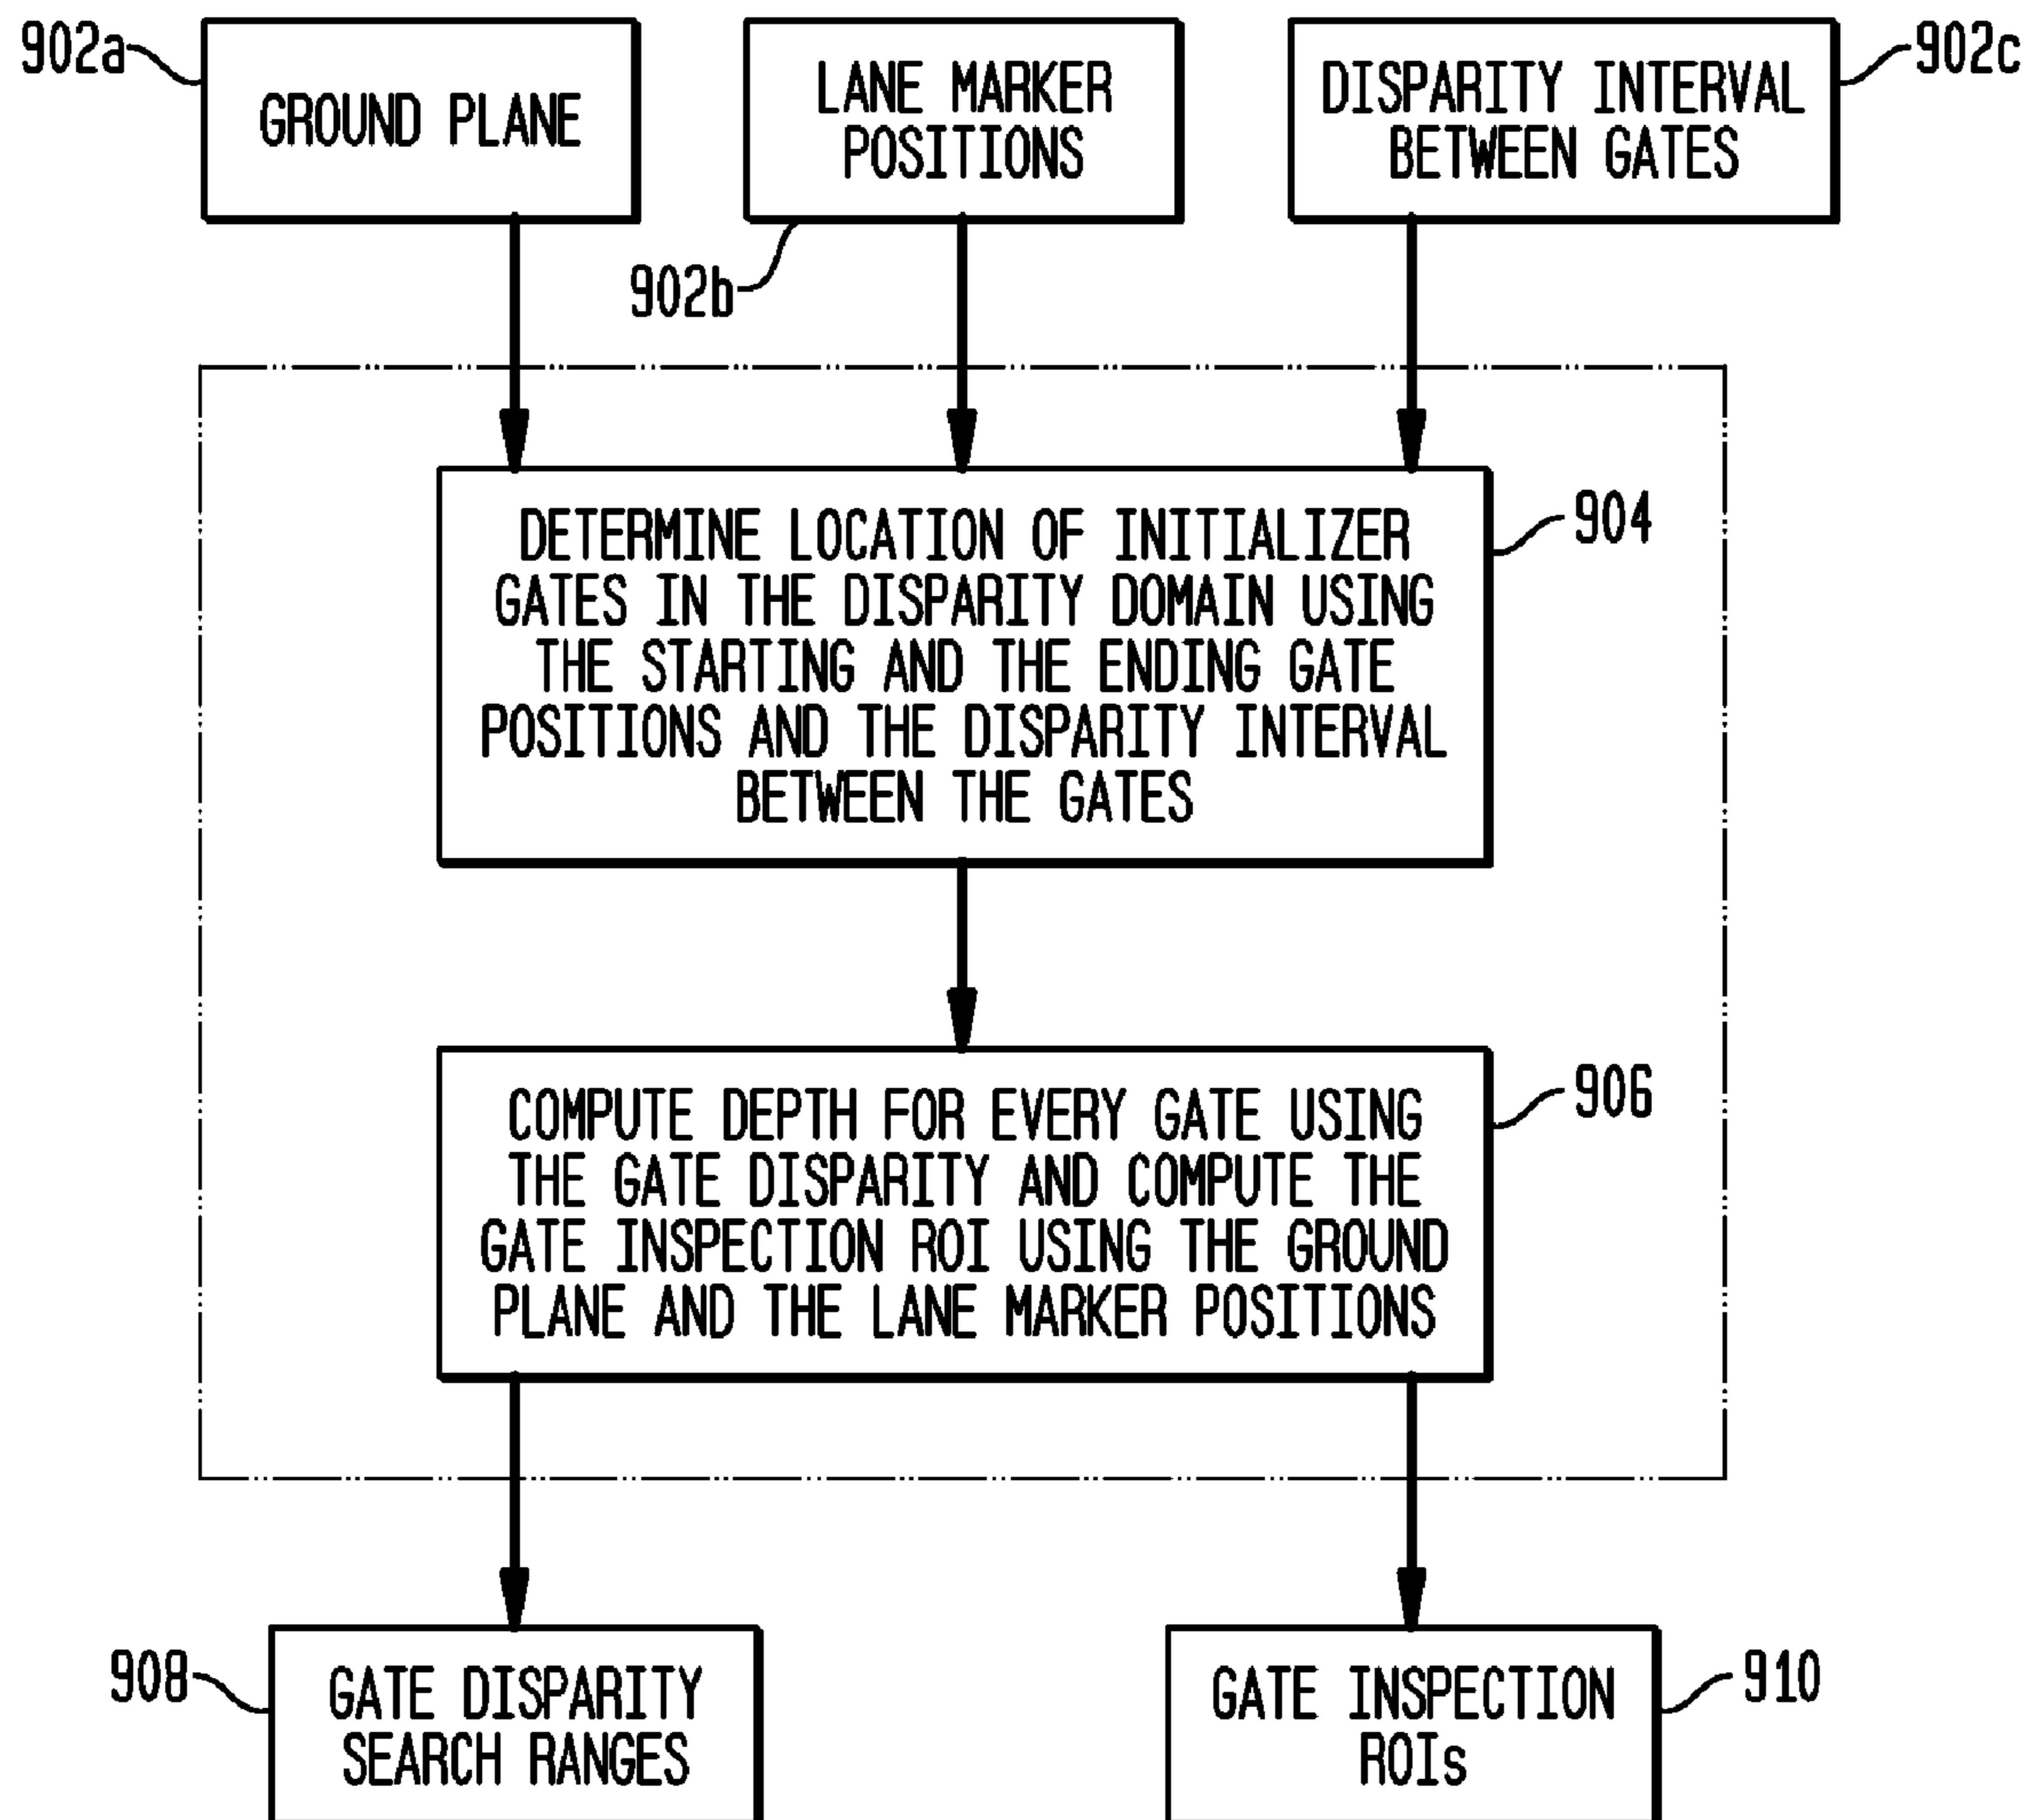 902a
GROUND PLANE
LANE MARKER
POSITIONS
902b
DISPARITY INTERVAL
BETWEEN GATES
902c
DETERMINE LOCATION OF INITIALIZER
GATES IN THE DISPARITY DOMAIN USING
THE STARTING AND THE ENDING GATE
POSITIONS AND THE DISPARITY INTERVAL
BETWEEN THE GATES
904
COMPUTE DEPTH FOR EVERY GATE USING
THE GATE DISPARITY AND COMPUTE THE
GATE INSPECTION ROI USING THE GROUND
PLANE AND THE LANE MARKER POSITIONS
906
908
GATE DISPARITY
SEARCH RANGES
GATE INSPECTION
ROIs
910